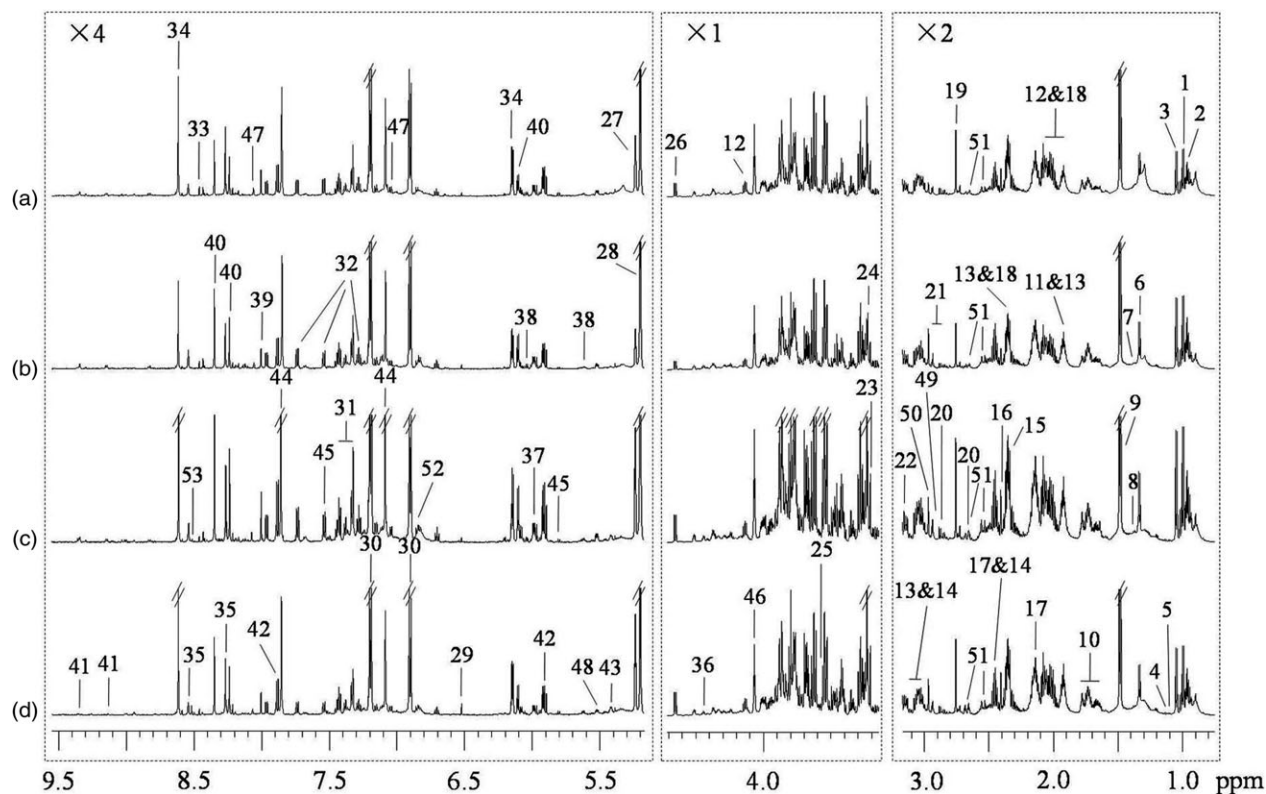 ×4 ×1 ×2
34
1
34 19 12&18 3 2
33 47 47 40 27 26 12 51
(a)
40
40 32 28 24 13&18 11&13 6
39 38 38 21 51 7
(b)
44 44 49 23 9
31 50 20 16 15
53 45 52 37 45 22 20 51 8
(c)
30 30 25 17&14
35 46 13&14 17 10 5
42 29 42 51 4
41 41 35 48 43 36
(d)
9.5 8.5 7.5 6.5 5.5 4.0 3.0 2.0 1.0 ppm